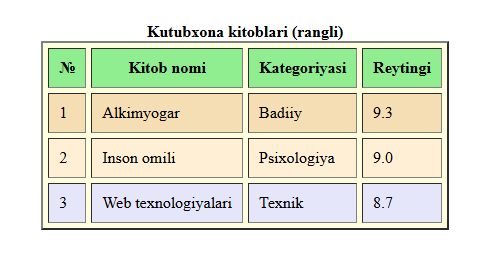 Kutubxona kitoblari (rangli)
№ Kitob nomi Kategoriyasi Reytingi
1 Alkimyogar Badiiy 9.3
2 Inson omili Psixologiya 9.0
3 Web texnologiyalari Texnik 8.7